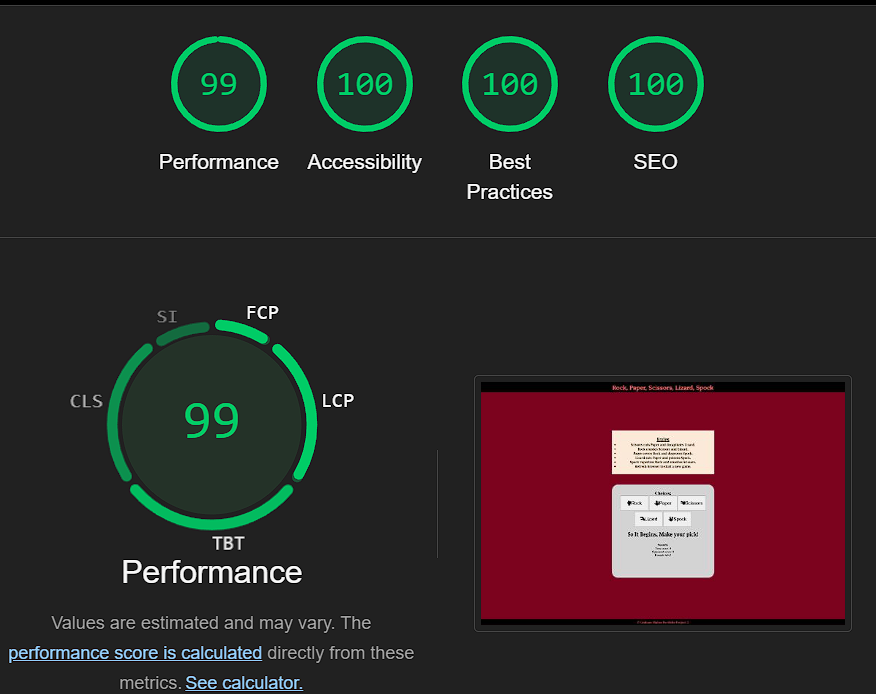 99
100
100
100
Performance
Accessibility
Best
Practices
SEO
SI
FCP
CLS
LCP
99
TBT
Performance
Values are estimated and may vary. The
performance score is calculated directly from these
metrics. See calculator.
Rock, Paper, Scissors, Lizard, Spock
Rules
Choices
Rock
Paper
Scissors
Lizard
Spock
So It Begins, Make your pick!